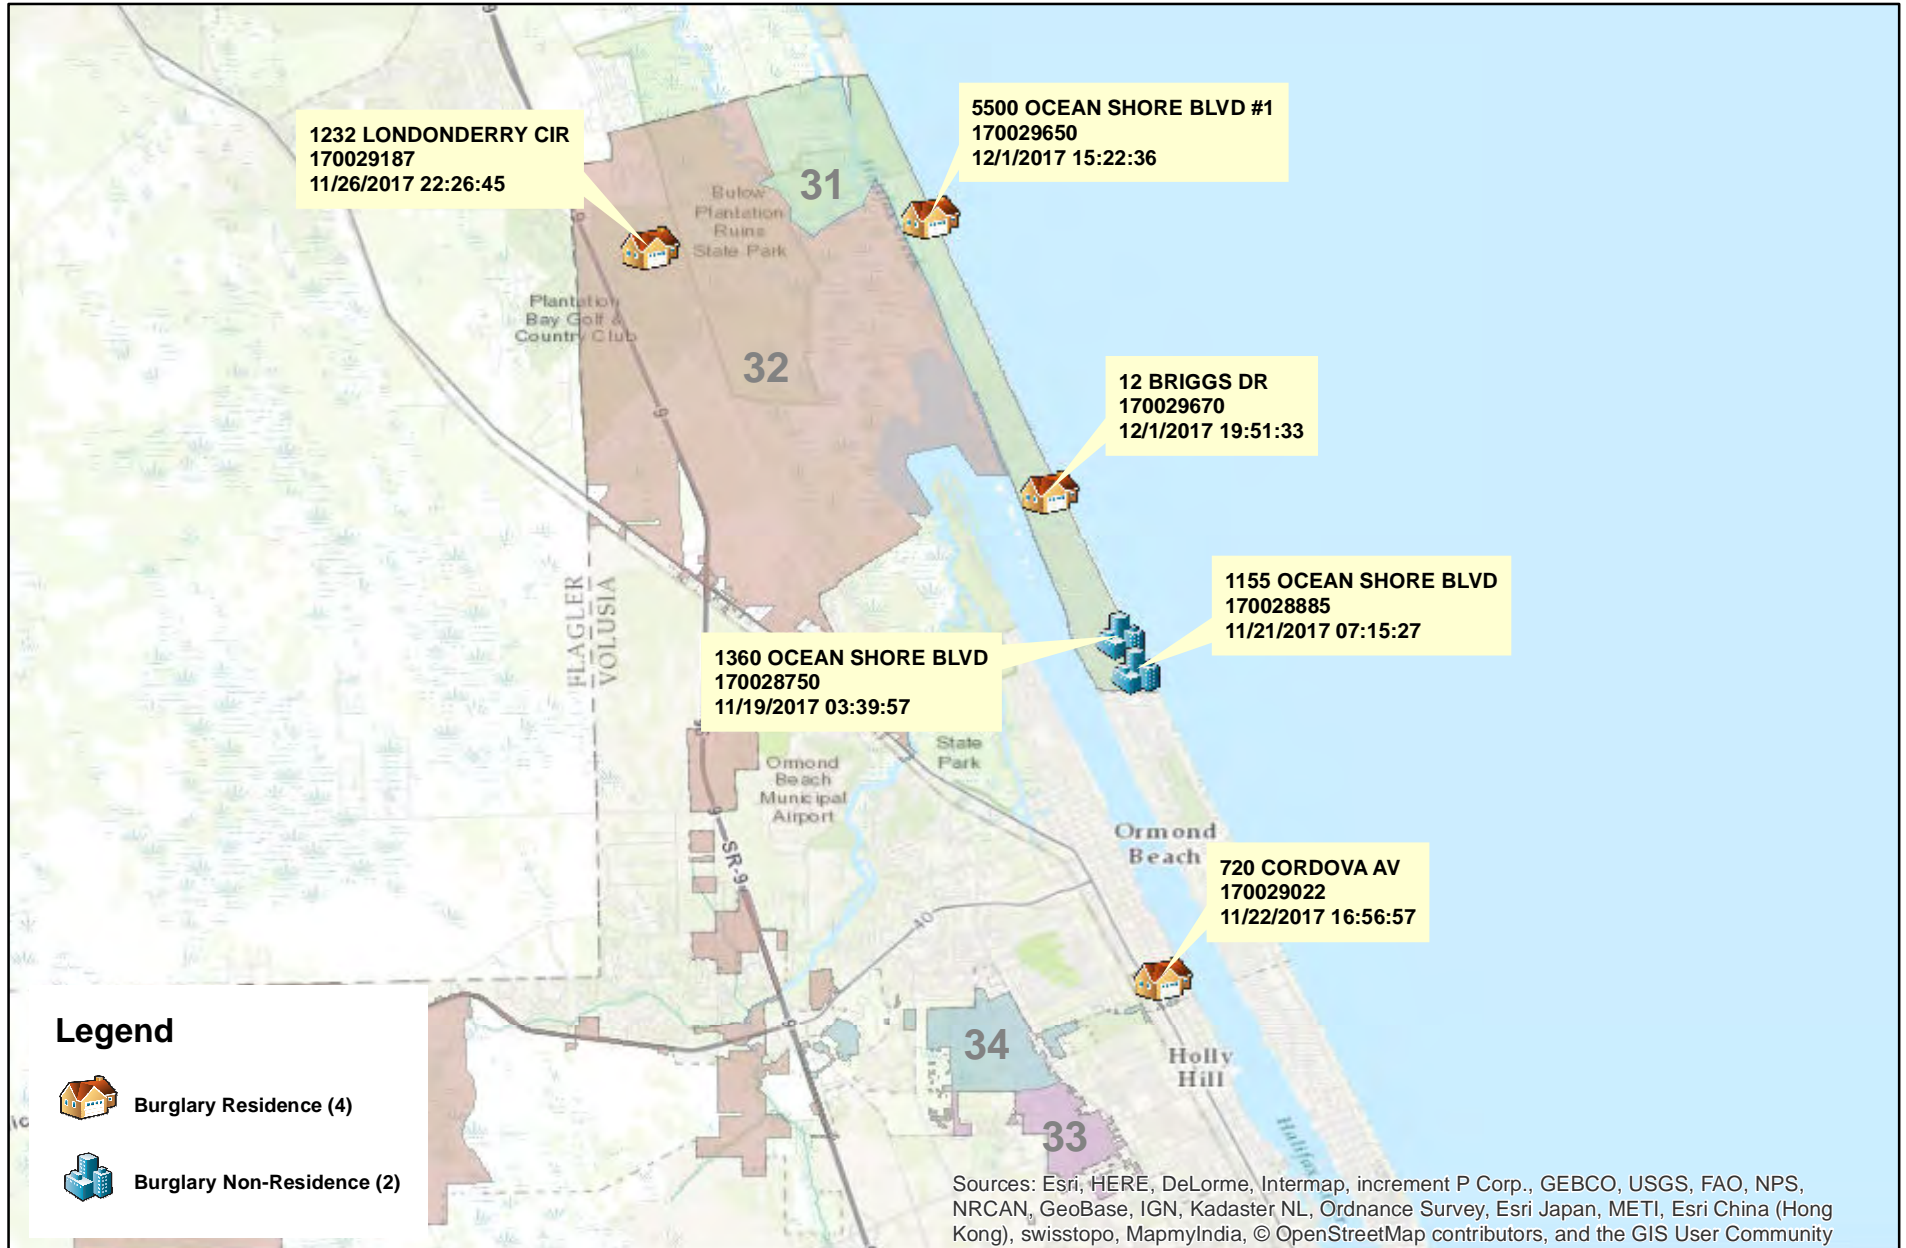 5500 OCEAN SHORE BLVD #1
170029650
12/1/2017 15:22:36
1232 LONDONDERRY CIR
170029187
11/26/2017 22:26:45
31
Bulow
Plantation
Ruins
State Park
Plantation
Bay Golf &
Country Club
32
12 BRIGGS DR
170029670
12/1/2017 19:51:33
FLAGLER
VOLUSIA
1155 OCEAN SHORE BLVD
170028885
11/21/2017 07:15:27
1360 OCEAN SHORE BLVD
170028750
11/19/2017 03:39:57
State
Park
Ormond
Beach
Municipal
Airport
Ormond
Beach
SR-9
720 CORDOVA AV
170029022
11/22/2017 16:56:57
40
34
Holly
Hill
33
Halifax
Legend
Burglary Residence (4)
Burglary Non-Residence (2)
Sources: Esri, HERE, DeLorme, Intermap, increment P Corp., GEBCO, USGS, FAO, NPS,
NRCAN, GeoBase, IGN, Kadaster NL, Ordnance Survey, Esri Japan, METI, Esri China (Hong
Kong), swisstopo, MapmyIndia, © OpenStreetMap contributors, and the GIS User Community